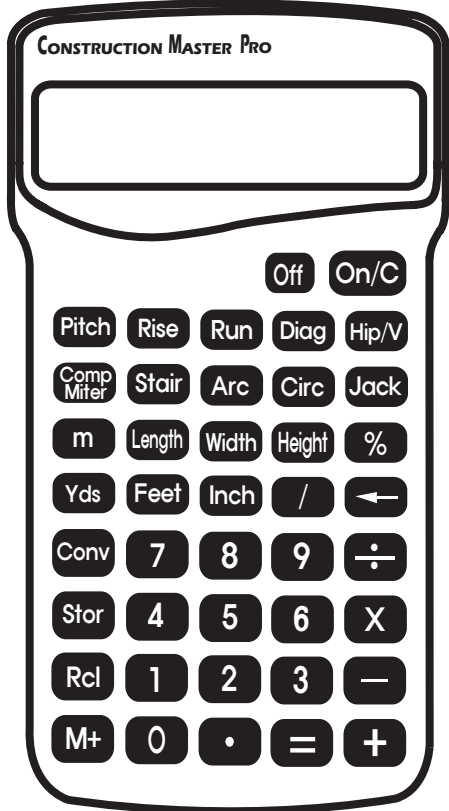 Construction Master Pro
Off On/C
Pitch Rise Run Diag Hip/V
Comp Miter Stair Arc Circ Jack
m Length Width Height %
Yds Feet Inch / ←
Conv 7 8 9 ÷
Stor 4 5 6 X
Rcl 1 2 3 −
M+ 0 • = +